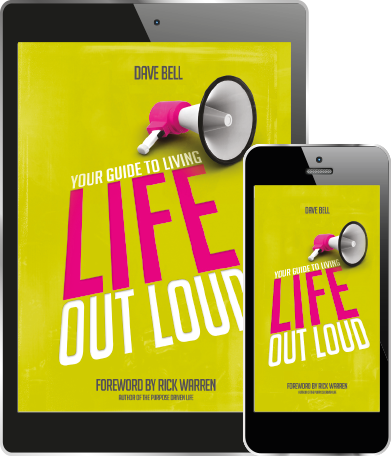 DAVE BELL
YOUR GUIDE TO LIVING
LIFE
OUT LOUD
FOREWORD BY RICK WARREN
AUTHOR OF THE PURPOSE DRIVEN LIFE
DAVE BELL
YOUR GUIDE TO LIVING
LIFE
OUT LOUD
FOREWORD BY RICK WARREN